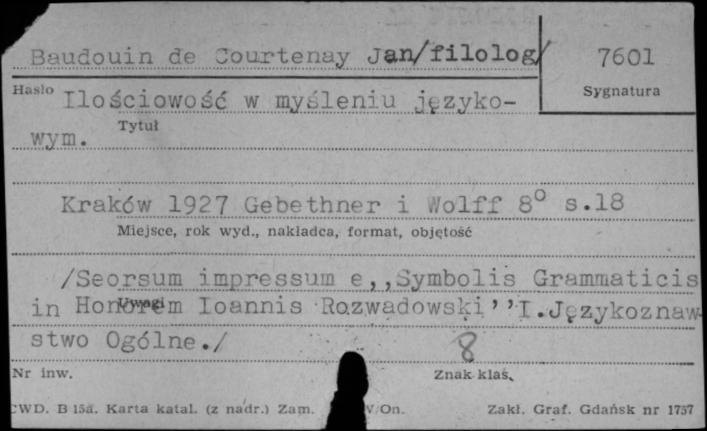 Baudouin de Courtenay Jan/filolog/
7601
Hasło
Sygnatura
Ilościowość w myśleniu języko-
Tytuł
wym.
Kraków 1927 Gebethner i Wolff 8° s.18
Miejsce, rok wyd., nakładca, format, objętość
/Seorsum impressum e,,Symbolis Grammaticis
Uwagi
in Honorem Ioannis Rozwadowski’’I.Językoznaw-
stwo Ogólne./
8
Nr inw.
Znak klas.
CWD. B 15a. Karta katal. (z nadr.) Zam. V/On.
Zakł. Graf. Gdańsk nr 1757